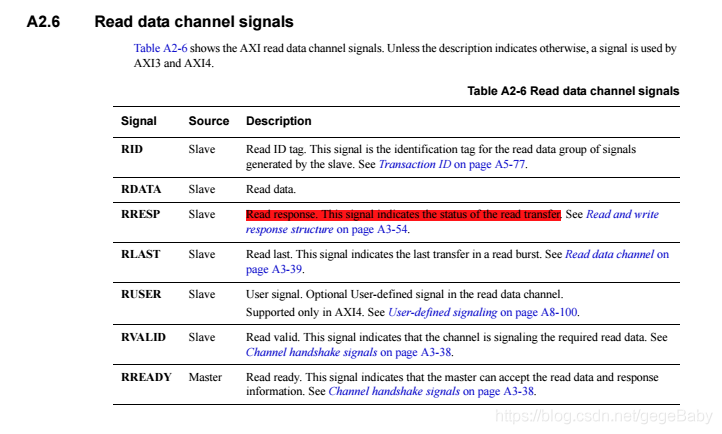 A2.6 Read data channel signals
Table A2-6 shows the AXI read data channel signals. Unless the description indicates otherwise, a signal is used by
AXI3 and AXI4.
Table A2-6 Read data channel signals
Signal Source Description
RID Slave Read ID tag. This signal is the identification tag for the read data group of signals
generated by the slave. See Transaction ID on page A5-77.
RDATA Slave Read data.
RRESP Slave Read response. This signal indicates the status of the read transfer. See Read and write
response structure on page A3-54.
RLAST Slave Read last. This signal indicates the last transfer in a read burst. See Read data channel on
page A3-39.
RUSER Slave User signal. Optional User-defined signal in the read data channel.
Supported only in AXI4. See User-defined signaling on page A8-100.
RVALID Slave Read valid. This signal indicates that the channel is signaling the required read data. See
Channel handshake signals on page A3-38.
RREADY Master Read ready. This signal indicates that the master can accept the read data and response
information. See Channel handshake signals on page A3-38.
https://blog.csdn.net/gegeBaby